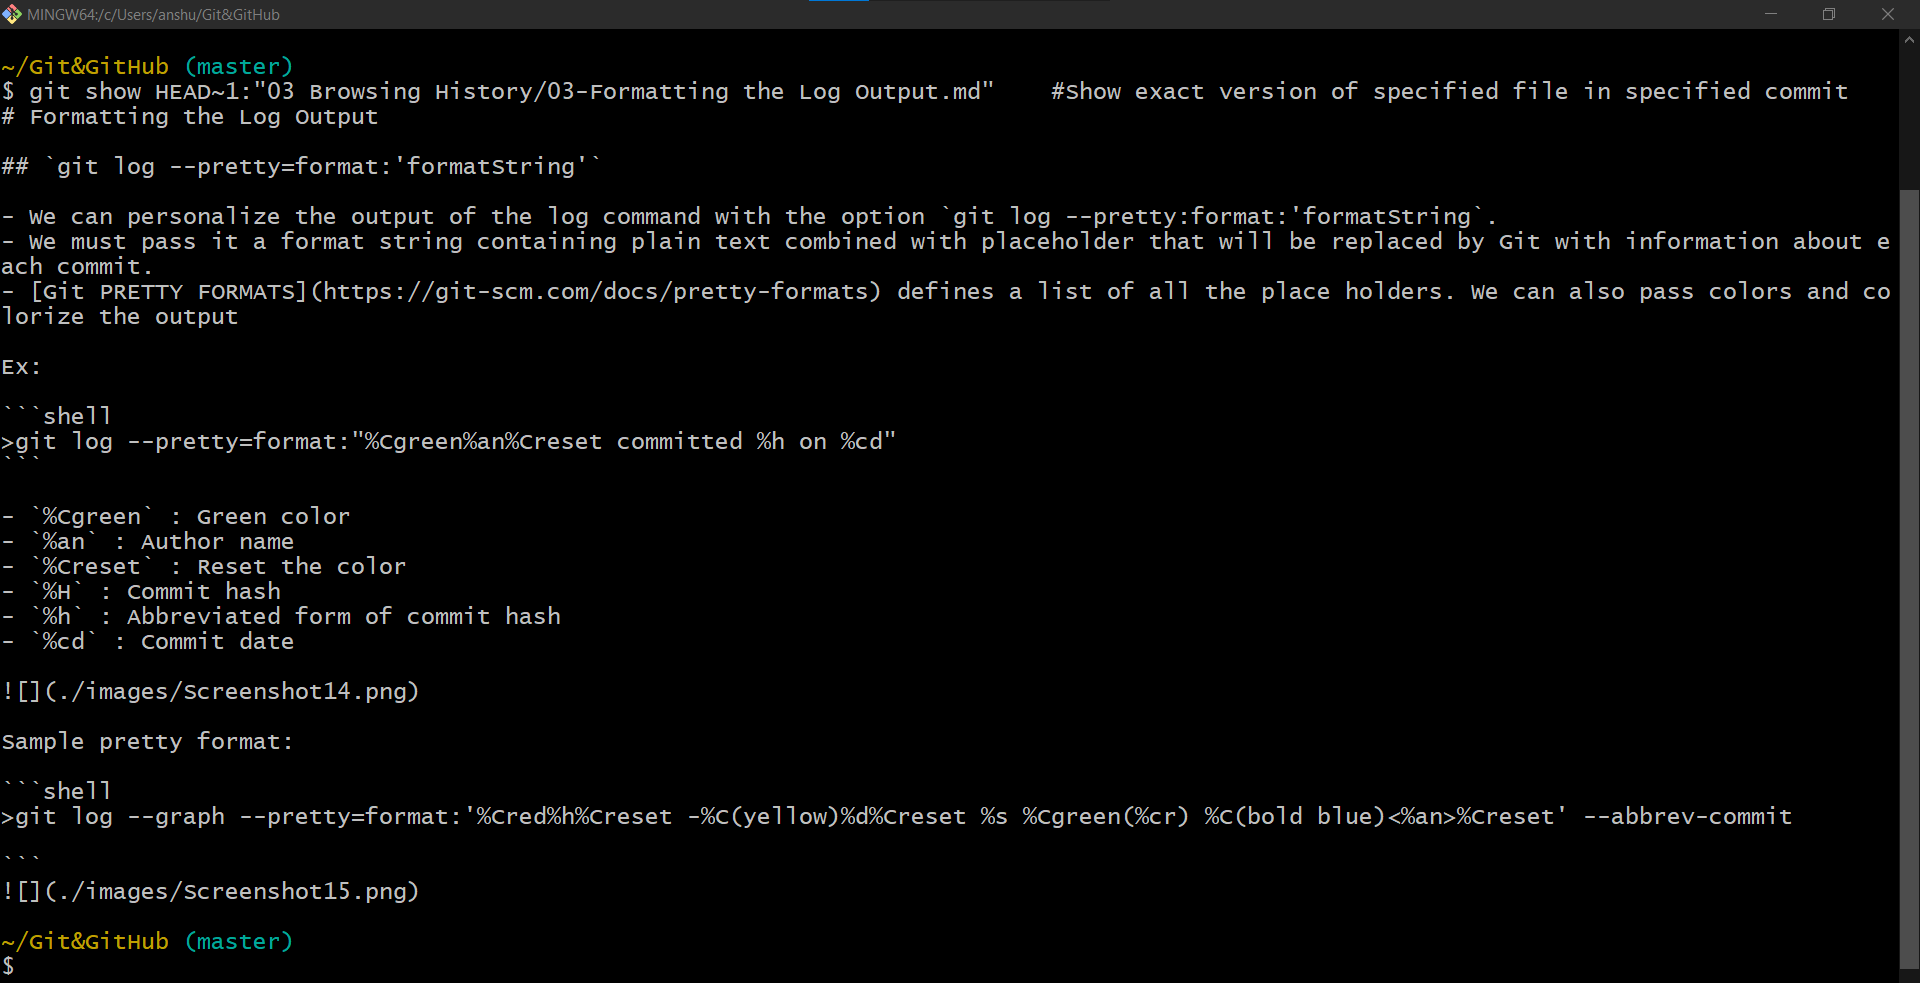 MINGW64:/c/Users/anshu/Git&GitHub
~/Git&GitHub (master)
$ git show HEAD~1:"03 Browsing History/03-Formatting the Log Output.md"    #Show exact version of specified file in specified commit
# Formatting the Log Output
## `git log --pretty=format:'formatString'`
- We can personalize the output of the log command with the option `git log --pretty:format:'formatString`.
- We must pass it a format string containing plain text combined with placeholder that will be replaced by Git with information about e
ach commit.
- [Git PRETTY FORMATS](https://git-scm.com/docs/pretty-formats) defines a list of all the place holders. We can also pass colors and co
lorize the output
Ex:
```shell
>git log --pretty=format:"%Cgreen%an%Creset committed %h on %cd"
```
- `%Cgreen` : Green color
- `%an` : Author name
- `%Creset` : Reset the color
- `%H` : Commit hash
- `%h` : Abbreviated form of commit hash
- `%cd` : Commit date
![](./images/Screenshot14.png)
Sample pretty format:
```shell
>git log --graph --pretty=format:'%Cred%h%Creset -%C(yellow)%d%Creset %s %Cgreen(%cr) %C(bold blue)<%an>%Creset' --abbrev-commit
```
![](./images/Screenshot15.png)
~/Git&GitHub (master)
$